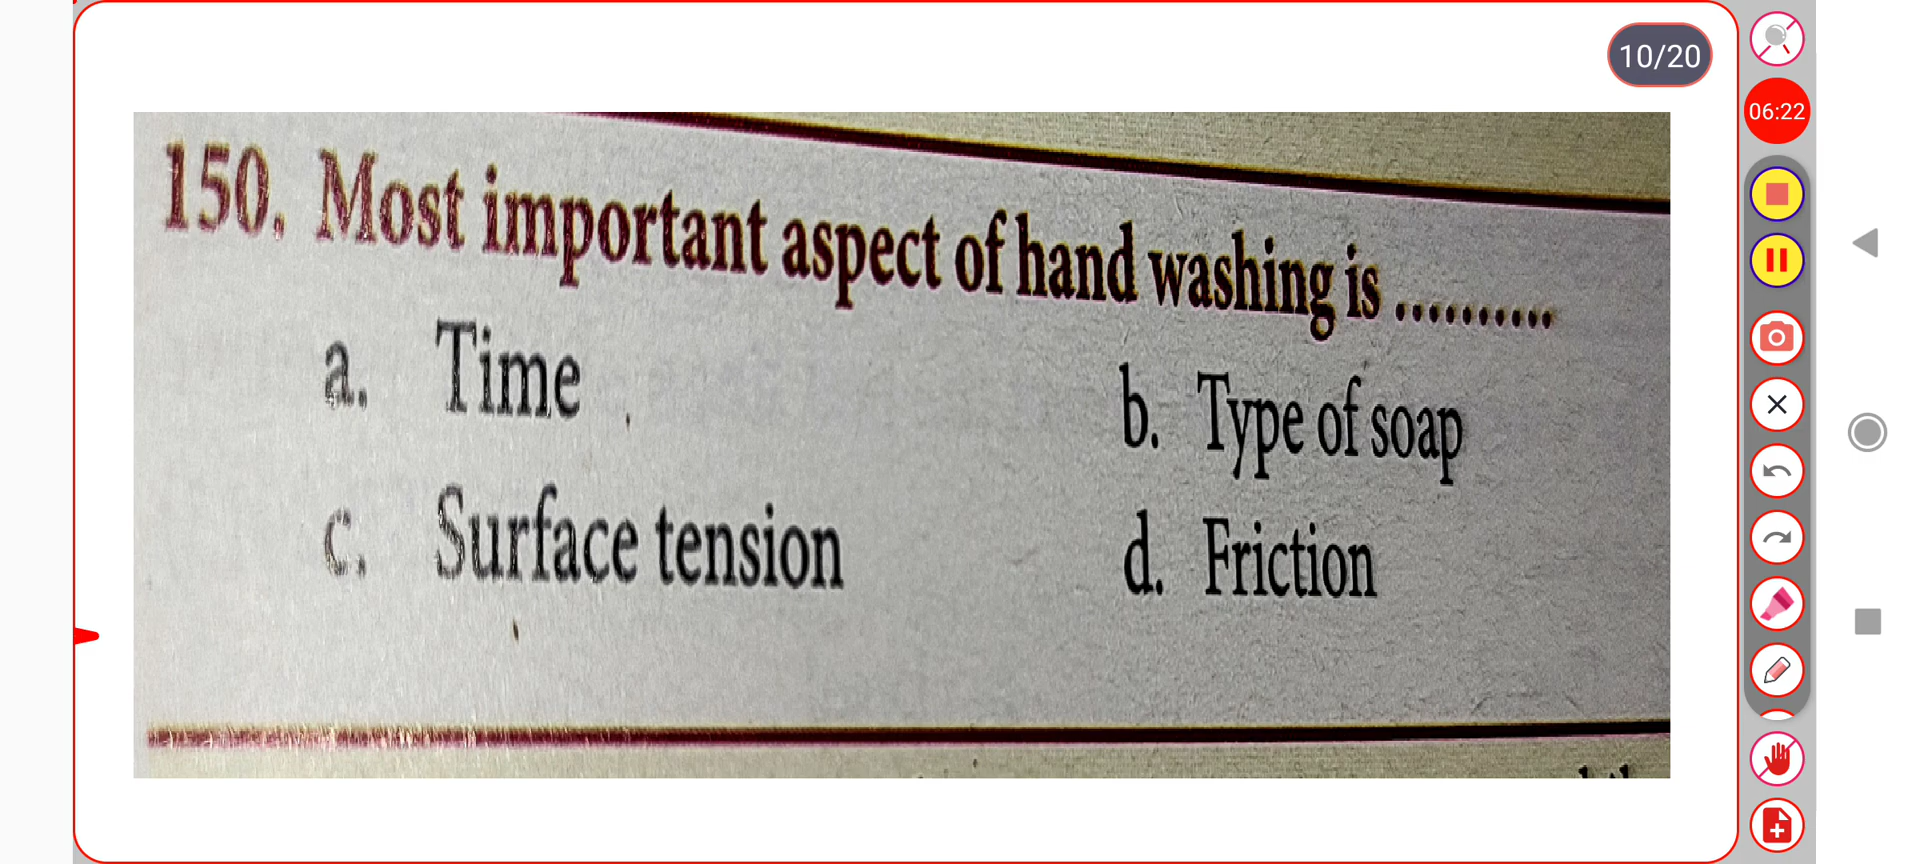 10/20
06:22
150. Most important aspect of hand washing is ..........
a. Time
b. Type of soap
c. Surface tension
d. Friction